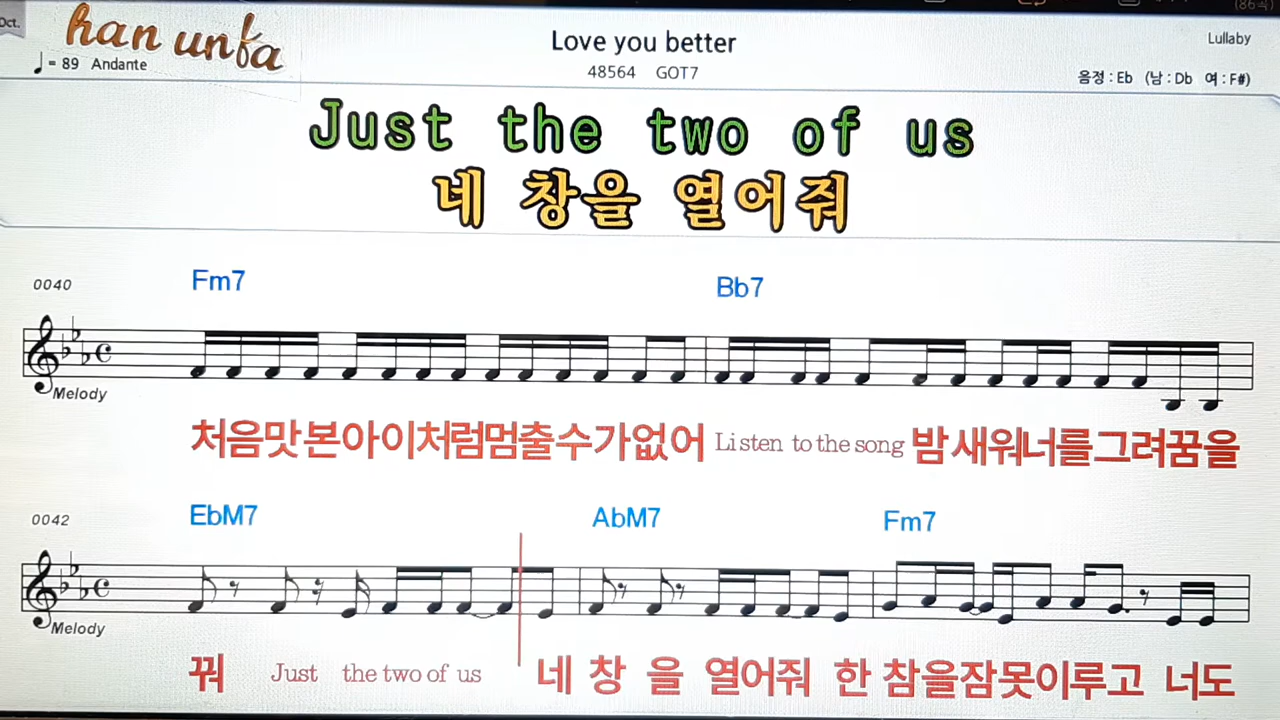 Oct.
han unfa
(86곡)
♩= 89 Andante
Love you better
48564 GOT7
Lullaby
음정 : Eb (남 : Db 여 : F#)
Just the two of us
네 창을 열어줘
0040
Fm7 Bb7
Melody
처음맛본아이처럼멈출수가없어 Listen to the song 밤새워너를그려꿈을
0042
EbM7 AbM7 Fm7
Melody
꿔 Just the two of us 네 창 을 열어줘 한 참을잠못이루고 너도